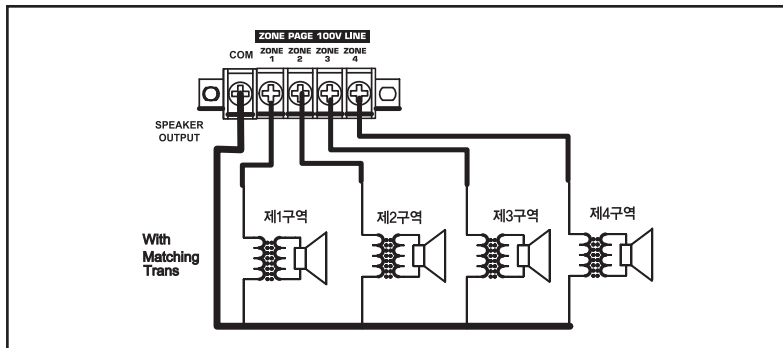 ZONE PAGE 100V LINE
COM ZONE 1 ZONE 2 ZONE 3 ZONE 4
SPEAKER
OUTPUT
제1구역 제2구역 제3구역 제4구역
With
Matching
Trans